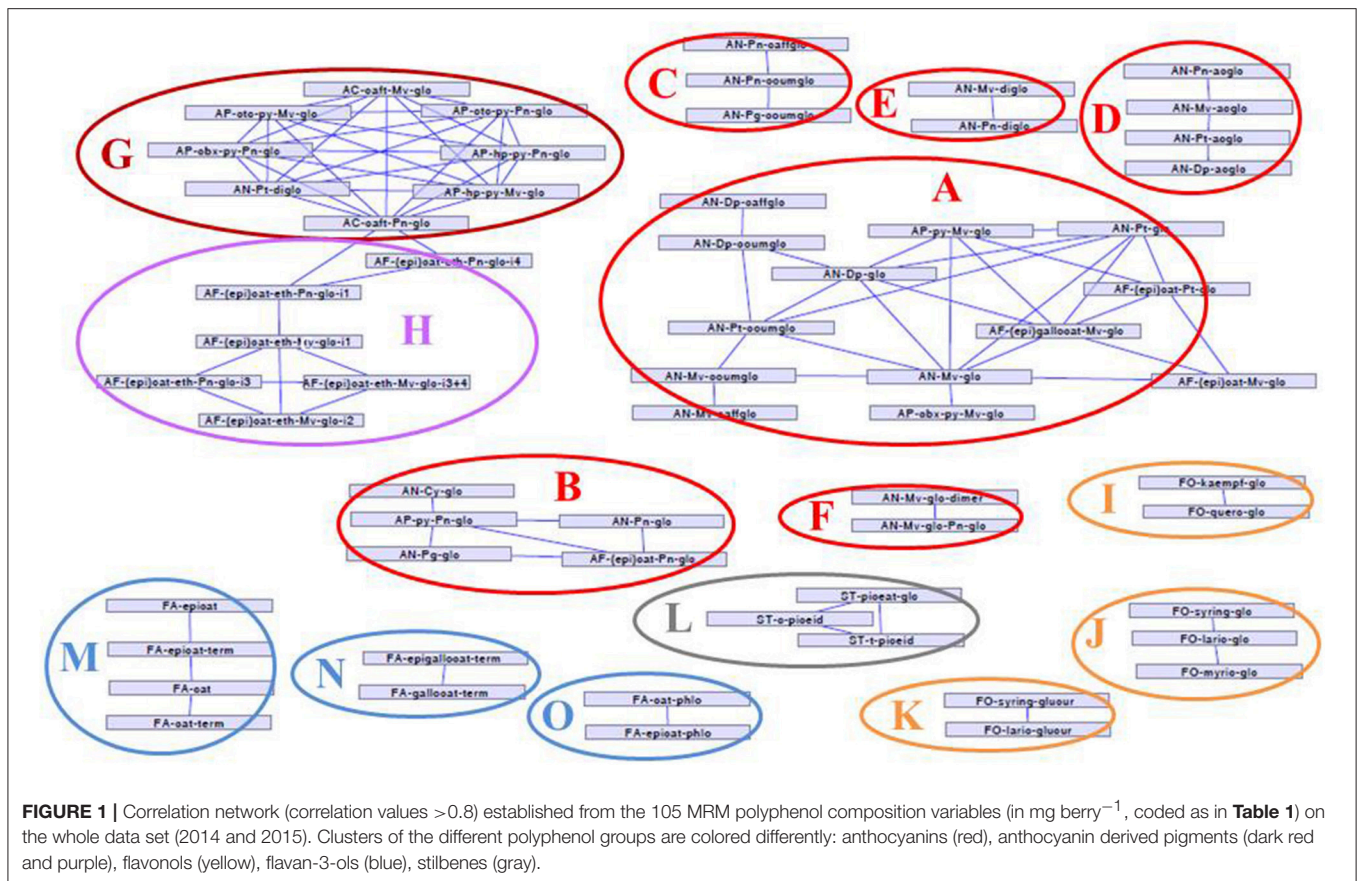 AN-Pn-oaffglo
C
AN-Pn-ooumglo
AN-Pg-ooumglo
AN-Mv-diglo
E
AN-Pn-diglo
AN-Pn-aoglo
AN-Mv-aoglo
D
AN-Pt-aoglo
AN-Dp-aoglo
AC-oaft-Mv-glo
AP-oto-py-Mv-glo
AP-oto-py-Pn-glo
G
AP-obx-py-Pn-glo
AP-hp-py-Pn-glo
AN-Pt-diglo
AP-hp-py-Mv-glo
AC-oaft-Pn-glo
A
AN-Dp-oaffglo
AP-py-Mv-glo
AN-Pt-glo
AN-Dp-ooumglo
AN-Dp-glo
AF-(epi)oat-Pt-glo
AN-Pt-ooumglo
AF-(epi)gallooat-Mv-glo
AN-Mv-ooumglo
AN-Mv-glo
AF-(epi)oat-Mv-glo
AN-Mv-oaffglo
AP-obx-py-Mv-glo
AF-(epi)oat-eth-Pn-glo-i4
AF-(epi)oat-eth-Pn-glo-i1
H
AF-(epi)oat-eth-Mv-glo-i1
AF-(epi)oat-eth-Pn-glo-i3
AF-(epi)oat-eth-Mv-glo-i3+4
AF-(epi)oat-eth-Mv-glo-i2
B
AN-Cy-glo
AP-py-Pn-glo
AN-Pn-glo
AN-Pg-glo
AF-(epi)oat-Pn-glo
F
AN-Mv-glo-dimer
AN-Mv-glo-Pn-glo
I
FO-kaempf-glo
FO-quero-glo
M
FA-epioat
FA-epioat-term
FA-oat
FA-oat-term
N
FA-epigallooat-term
FA-gallooat-term
O
FA-oat-phlo
FA-epioat-phlo
L
ST-pioeat-glo
ST-o-pioeid
ST-t-pioeid
J
FO-syring-glo
FO-lario-glo
FO-myrio-glo
K
FO-syring-gluour
FO-lario-gluour
FIGURE 1 | Correlation network (correlation values >0.8) established from the 105 MRM polyphenol composition variables (in mg berry−1, coded as in Table 1) on
the whole data set (2014 and 2015). Clusters of the different polyphenol groups are colored differently: anthocyanins (red), anthocyanin derived pigments (dark red
and purple), flavonols (yellow), flavan-3-ols (blue), stilbenes (gray).